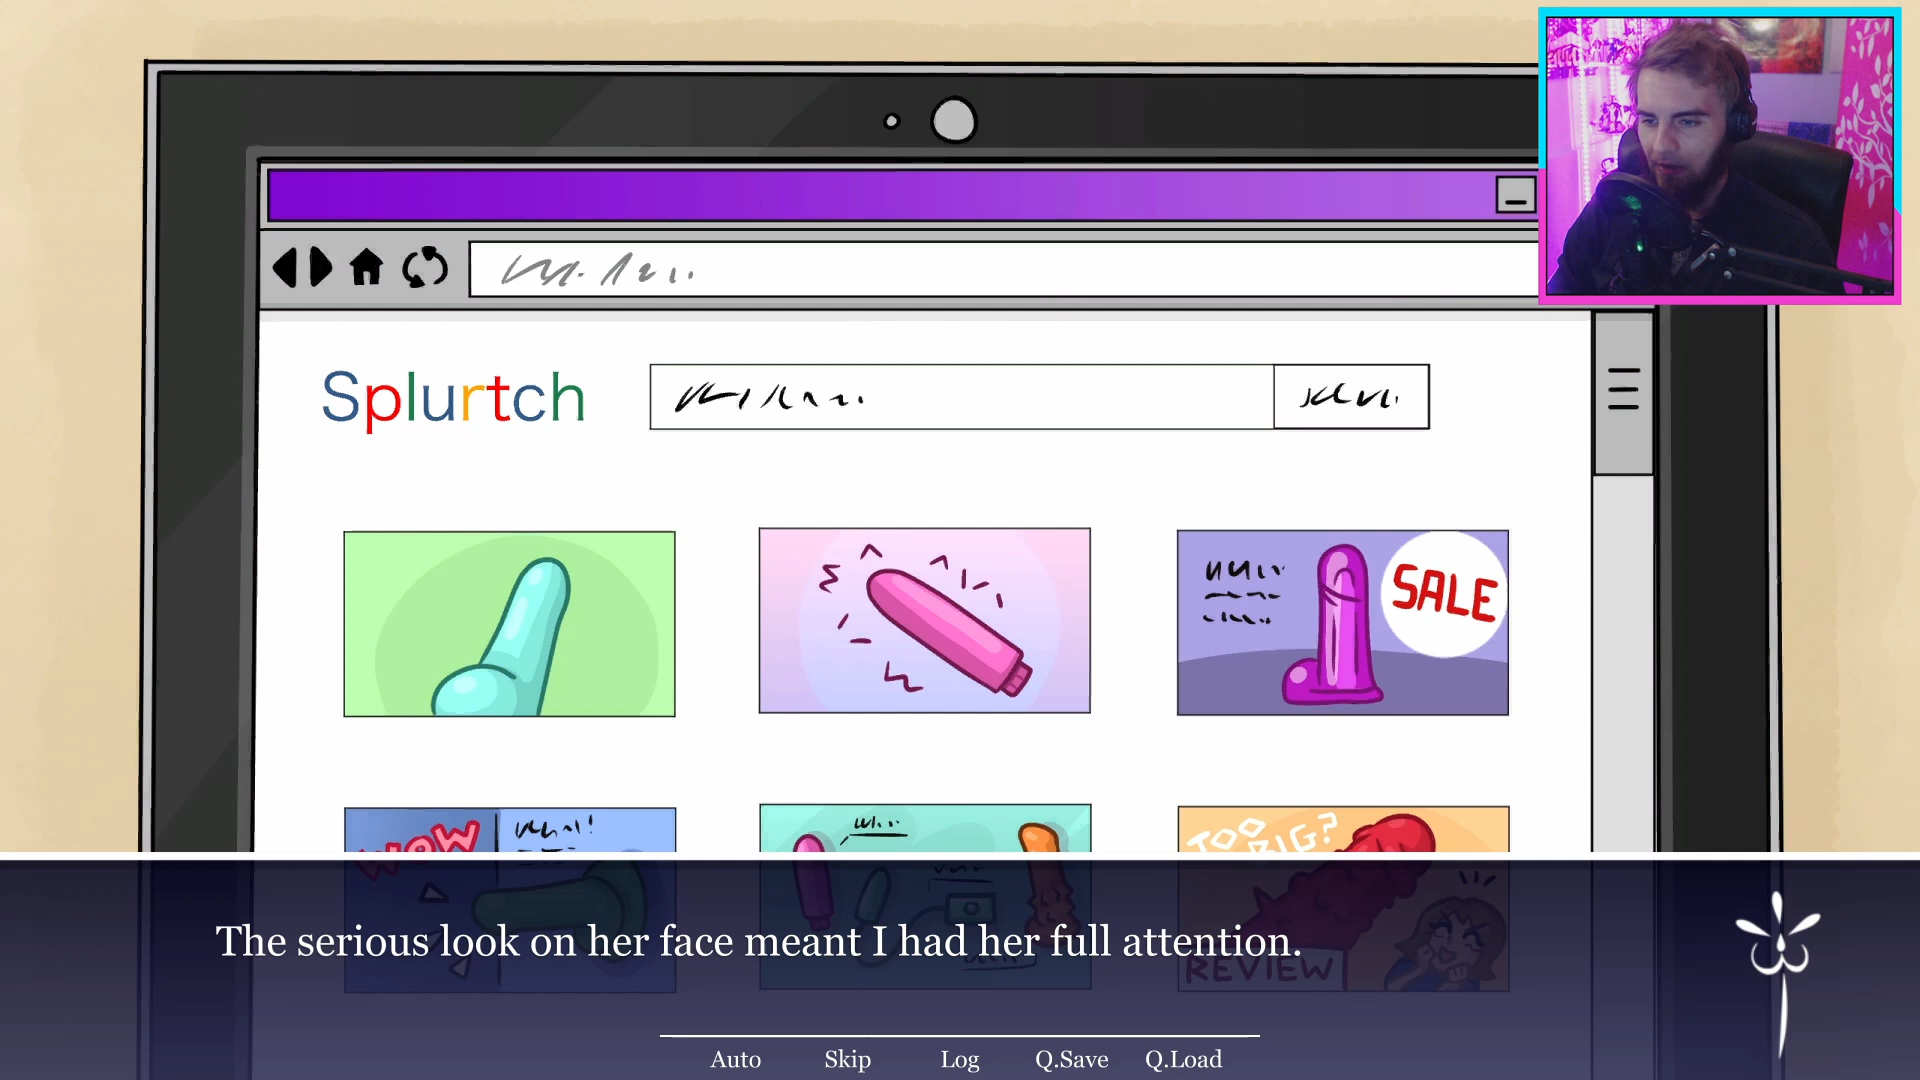 Splurtch
SALE
WOW
TOO
BIG?
REVIEW
The serious look on her face meant I had her full attention.
Auto Skip Log Q.Save Q.Load